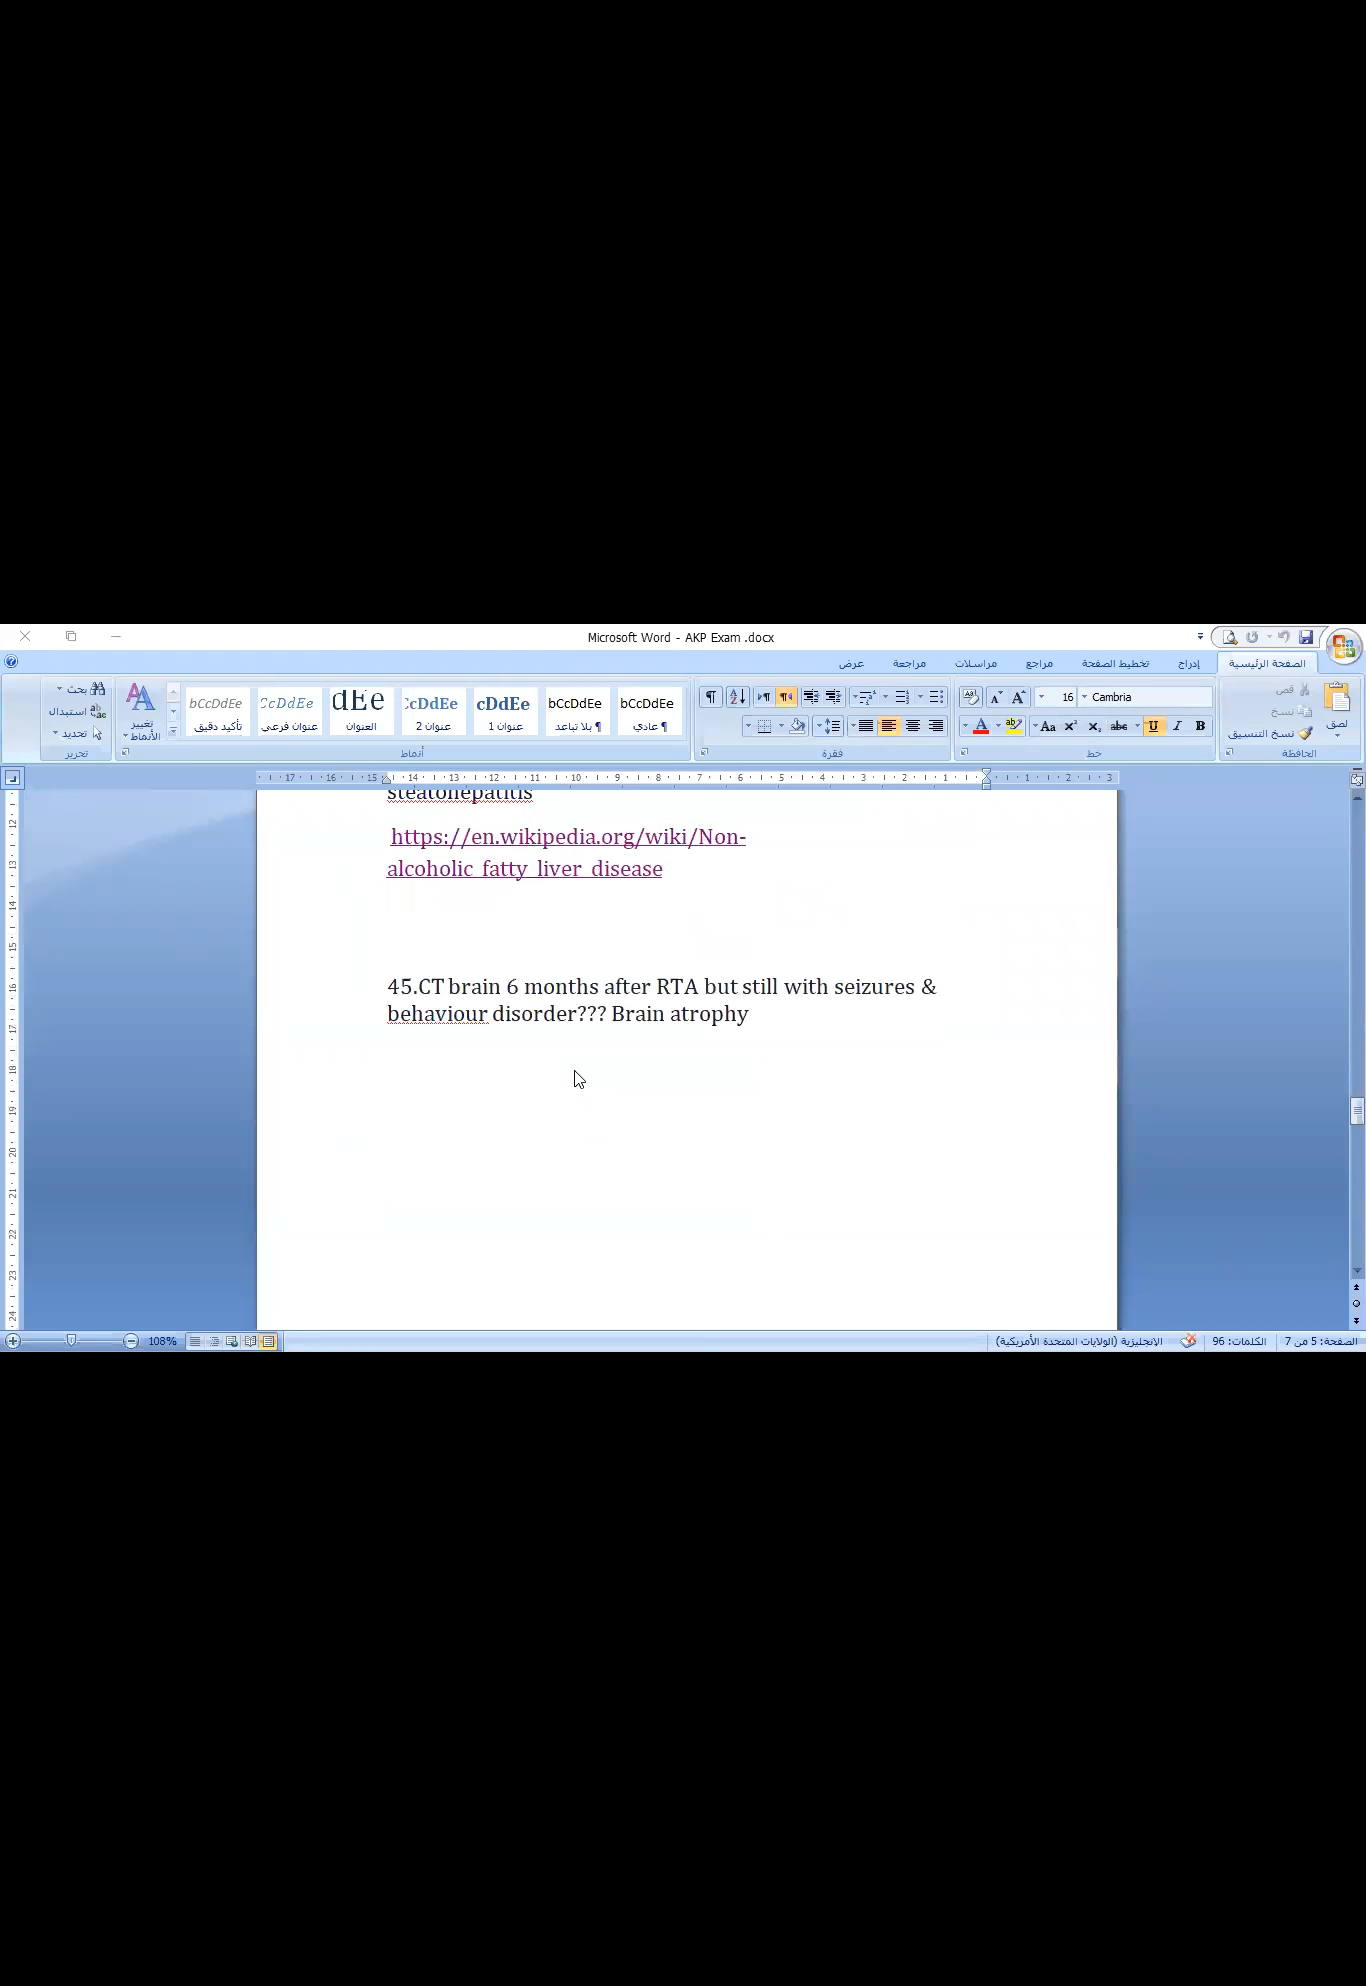 Microsoft Word - AKP Exam .docx
الصفحة الرئيسية
إدراج
تخطيط الصفحة
مراجع
مراسلات
مراجعة
عرض
لصق
قص
نسخ
نسخ التنسيق
الحافظة
Cambria
16
خط
فقرة
bCcDdEe
¶ عادي
bCcDdEe
¶ بلا تباعد
cDdEe
عنوان 1
cDdEe
عنوان 2
dEe
العنوان
CcDdEe
عنوان فرعي
bCcDdEe
تأكيد دقيق
أنماط
تغيير
الأنماط
بحث
استبدال
تحديد
تحرير
steatohepatitis
https://en.wikipedia.org/wiki/Non-
alcoholic_fatty_liver_disease
45.CT brain 6 months after RTA but still with seizures &
behaviour disorder??? Brain atrophy
الصفحة: 5 من 7
الكلمات: 96
الإنجليزية (الولايات المتحدة الأمريكية)
108%